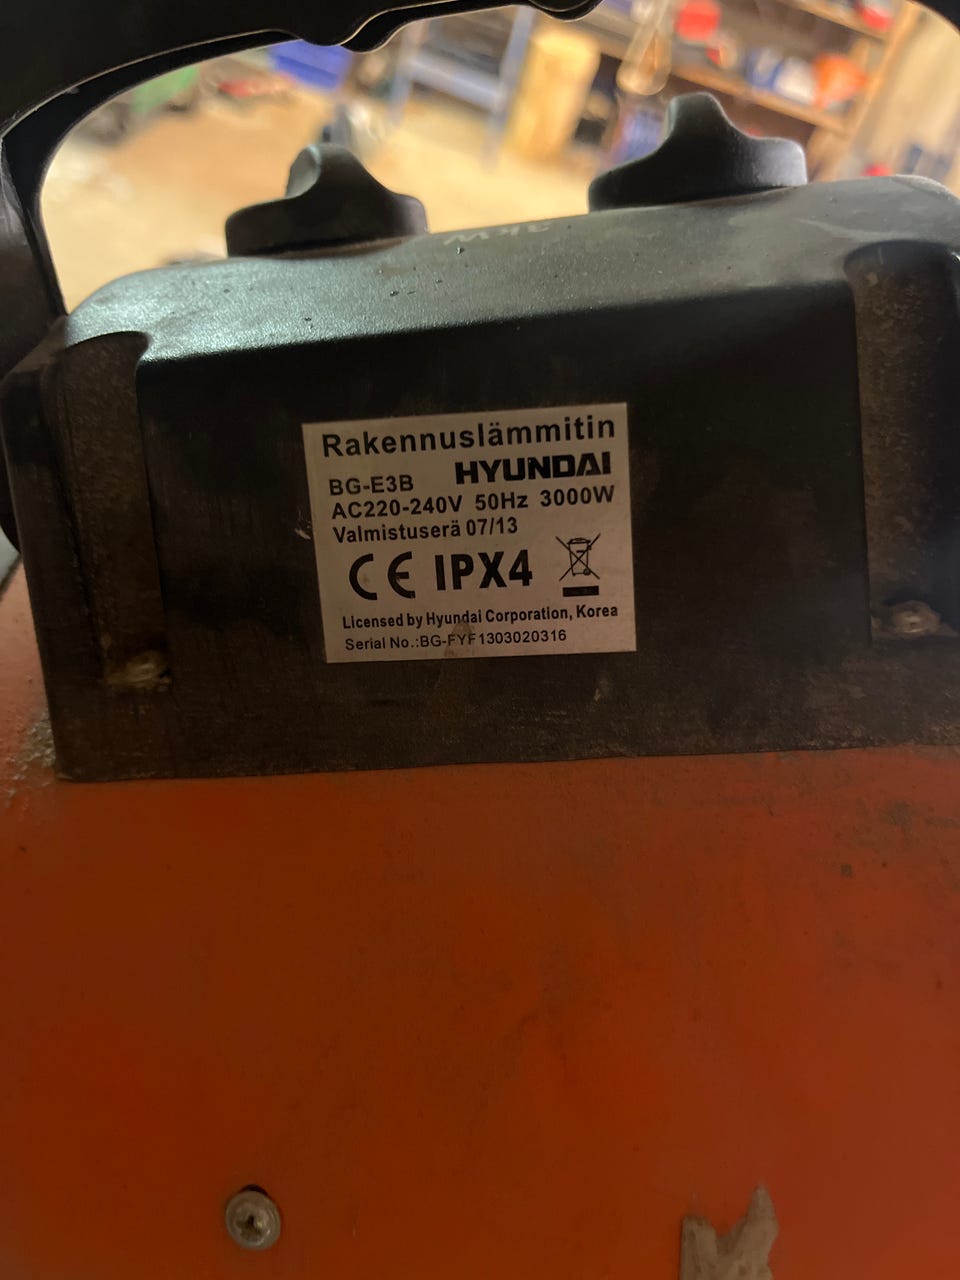 Rakennuslämmitin
HYUNDAI
BG-E3B
AC220-240V 50Hz 3000W
Valmistuserä 07/13
CE IPX4
Licensed by Hyundai Corporation, Korea
Serial No.:BG-FYF1303020316